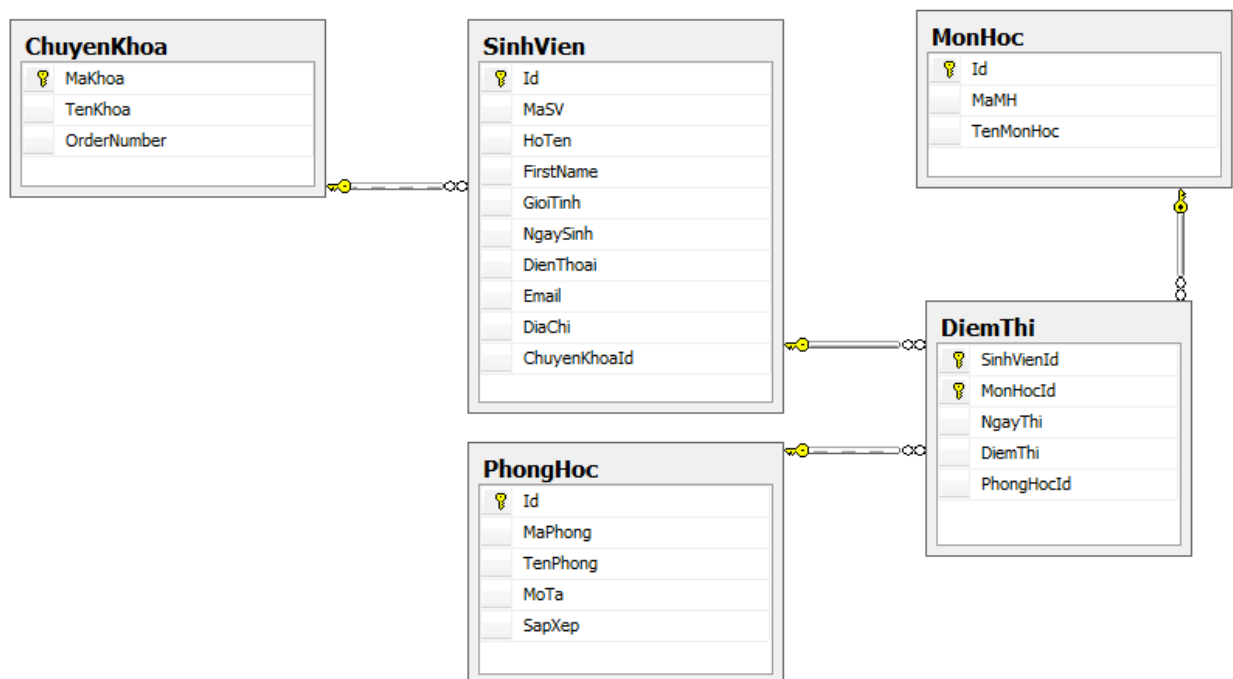 ChuyenKhoa
MaKhoa
TenKhoa
OrderNumber
SinhVien
Id
MaSV
HoTen
FirstName
GioiTinh
NgaySinh
DienThoai
Email
DiaChi
ChuyenKhoaId
MonHoc
Id
MaMH
TenMonHoc
DiemThi
SinhVienId
MonHocId
NgayThi
DiemThi
PhongHocId
PhongHoc
Id
MaPhong
TenPhong
MoTa
SapXep